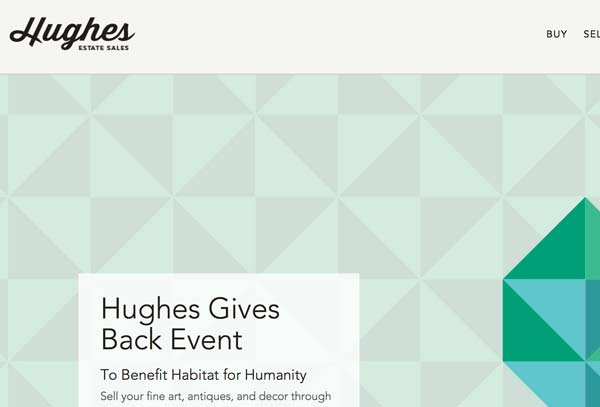 Hughes
ESTATE SALES
BUY
Hughes Gives
Back Event
To Benefit Habitat for Humanity
Sell your fine art, antiques, and decor through